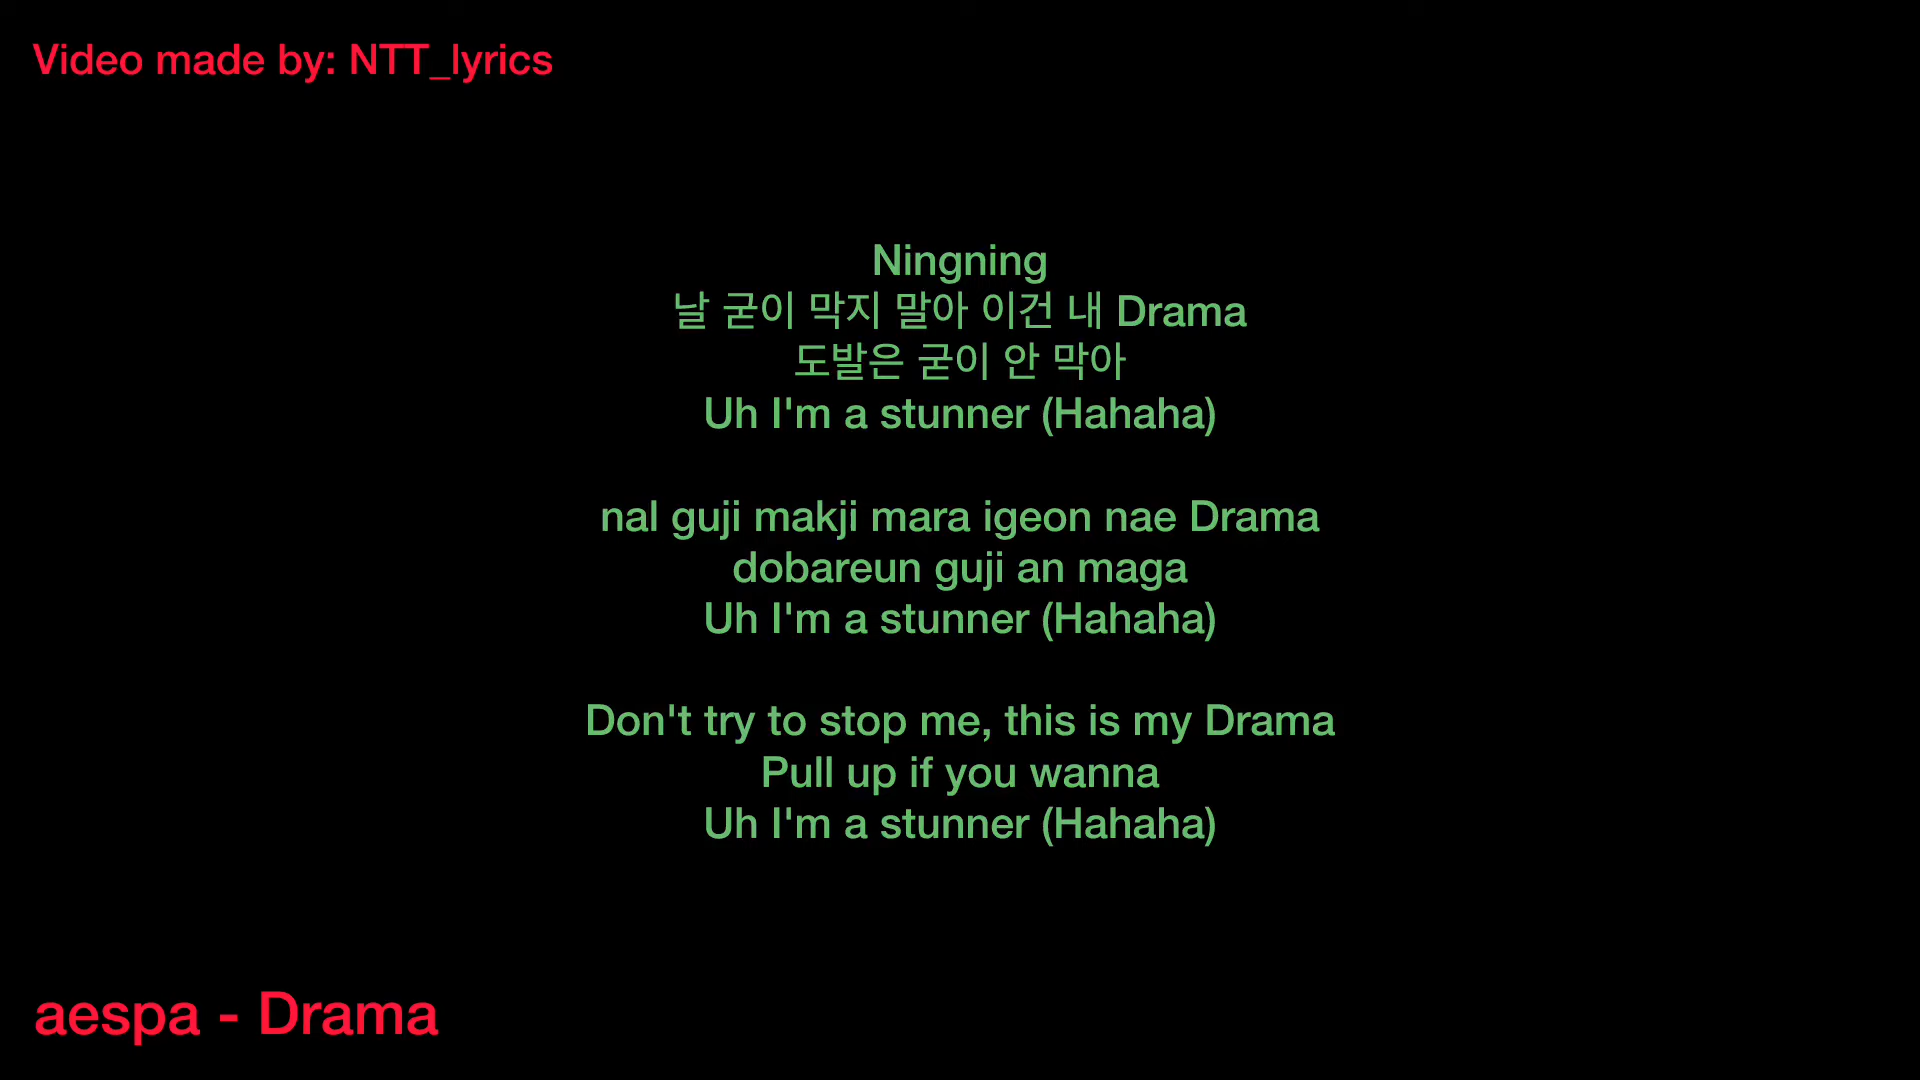 Video made by: NTT_lyrics
Ningning
날 굳이 막지 말아 이건 내 Drama
도발은 굳이 안 막아
Uh I'm a stunner (Hahaha)
nal guji makji mara igeon nae Drama
dobareun guji an maga
Uh I'm a stunner (Hahaha)
Don't try to stop me, this is my Drama
Pull up if you wanna
Uh I'm a stunner (Hahaha)
aespa - Drama